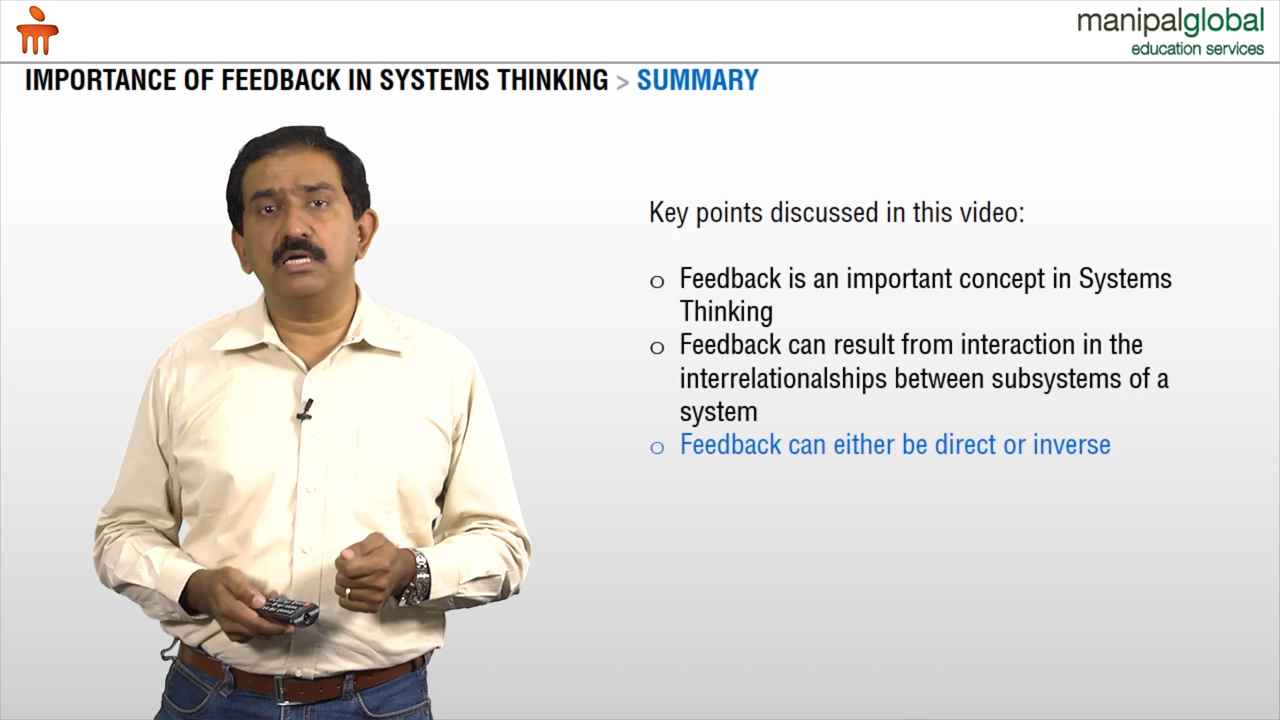 manipalglobal
education services
IMPORTANCE OF FEEDBACK IN SYSTEMS THINKING > SUMMARY
Key points discussed in this video:
o Feedback is an important concept in Systems
Thinking
o Feedback can result from interaction in the
interrelationalships between subsystems of a
system
o Feedback can either be direct or inverse